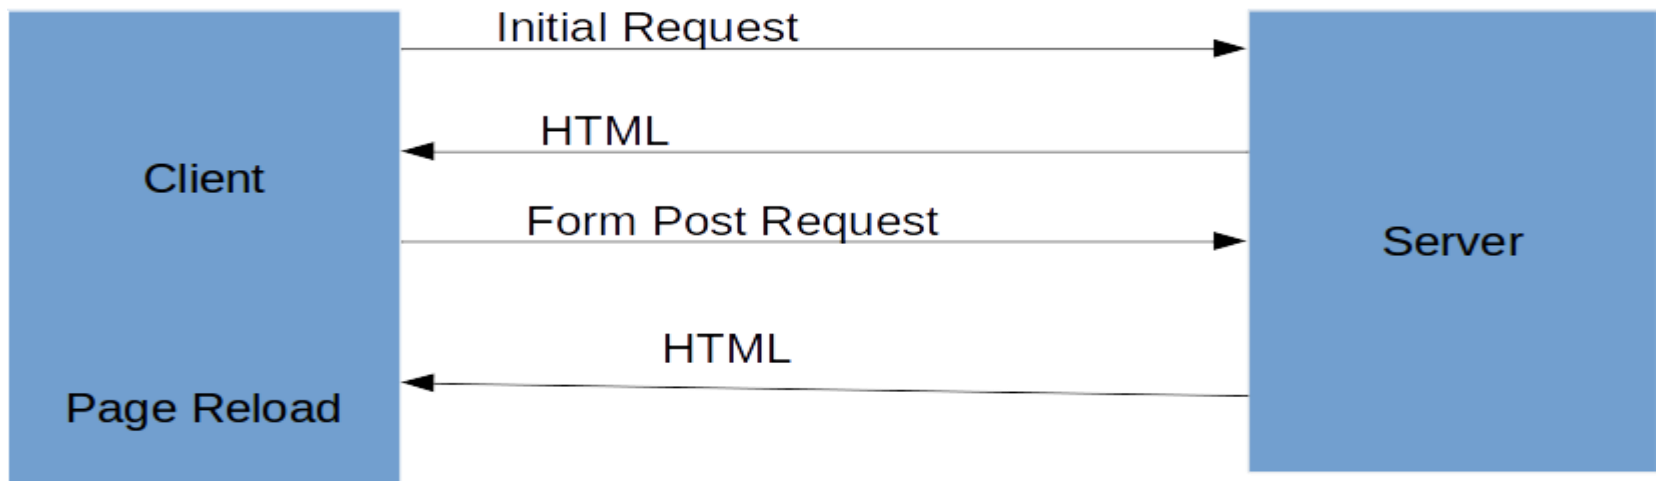 Initial Request
HTML
Client
Form Post Request
Server
HTML
Page Reload